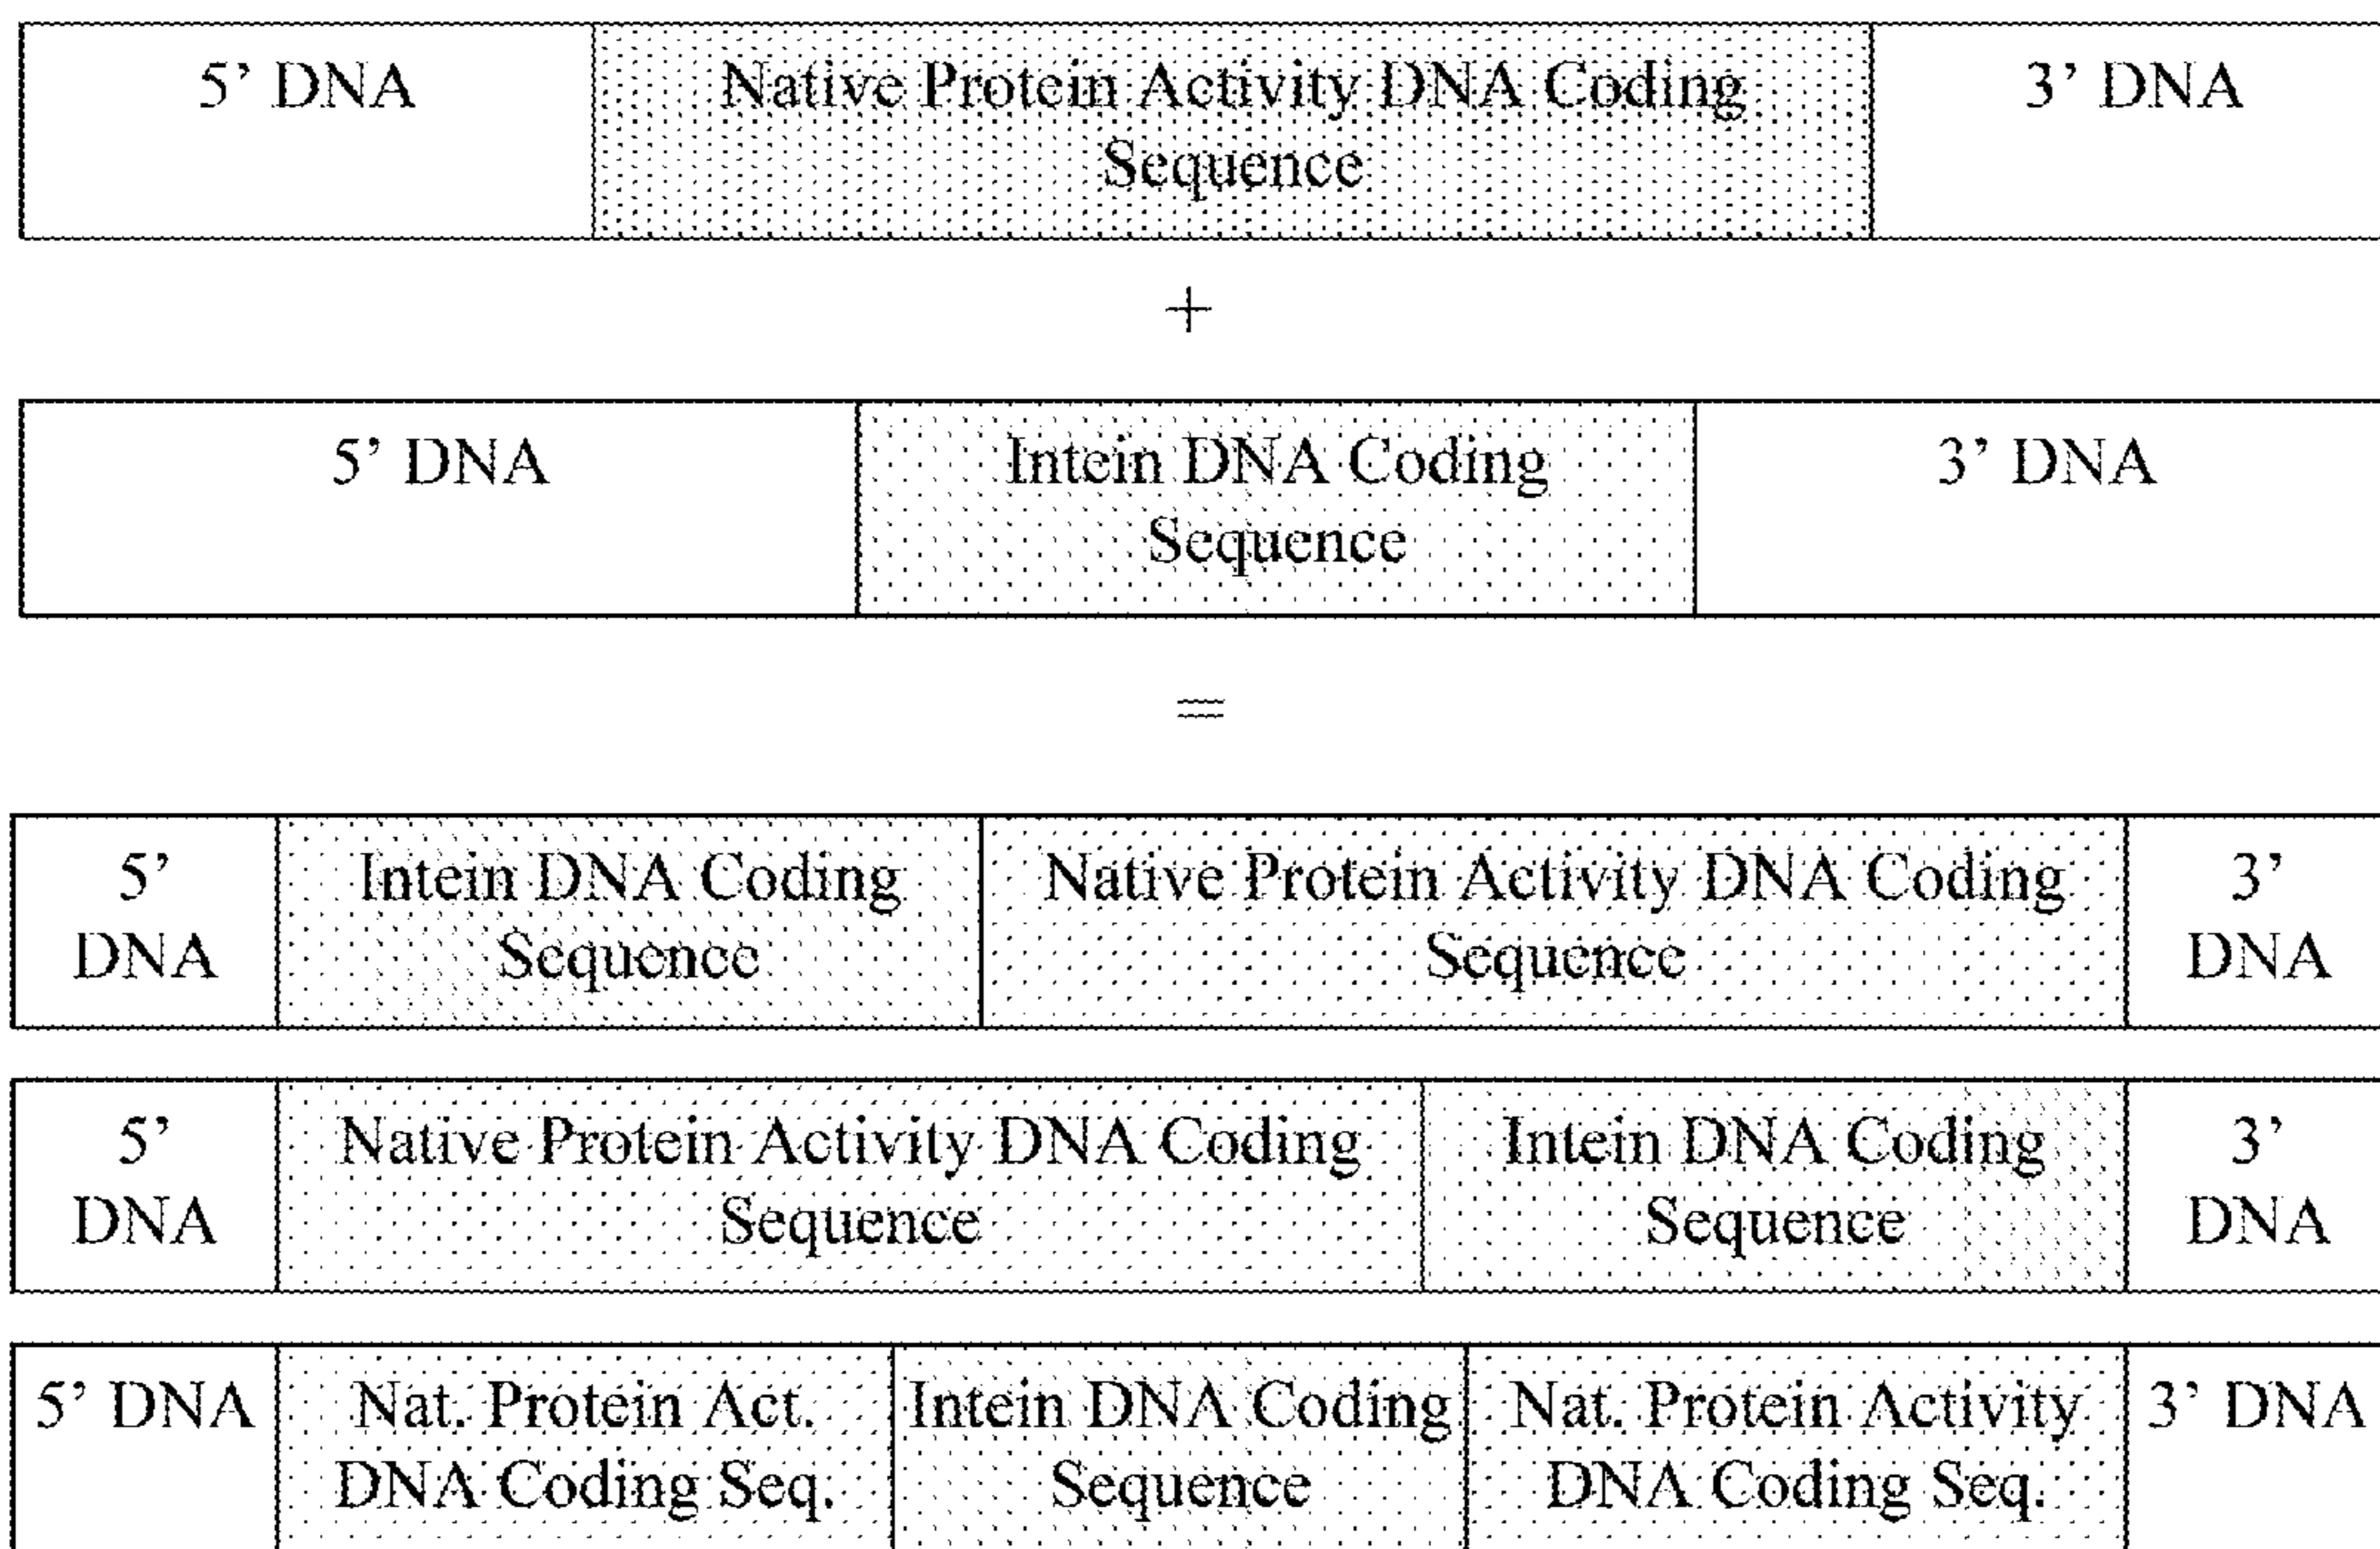 5’ DNA Native Protein Activity DNA Coding 3’ DNA
Sequence
+
5’ DNA Intein DNA Coding 3’ DNA
Sequence
=
5’ Intein DNA Coding Native Protein Activity DNA Coding 3’
DNA Sequence Sequence DNA
5’ Native Protein Activity DNA Coding Intein DNA Coding 3’
DNA Sequence Sequence DNA
5’ DNA Nat. Protein Act. Intein DNA Coding Nat. Protein Activity 3’ DNA
DNA Coding Seq. Sequence DNA Coding Seq.